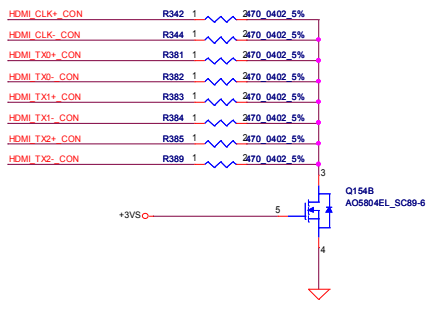 HDMI_CLK+_CON R342 1 2 470_0402_5%
HDMI_CLK-_CON R344 1 2 470_0402_5%
HDMI_TX0+_CON R381 1 2 470_0402_5%
HDMI_TX0-_CON R382 1 2 470_0402_5%
HDMI_TX1+_CON R383 1 2 470_0402_5%
HDMI_TX1-_CON R384 1 2 470_0402_5%
HDMI_TX2+_CON R385 1 2 470_0402_5%
HDMI_TX2-_CON R389 1 2 470_0402_5%
3
Q154B
AO5804EL_SC89-6
+3VS 5
4